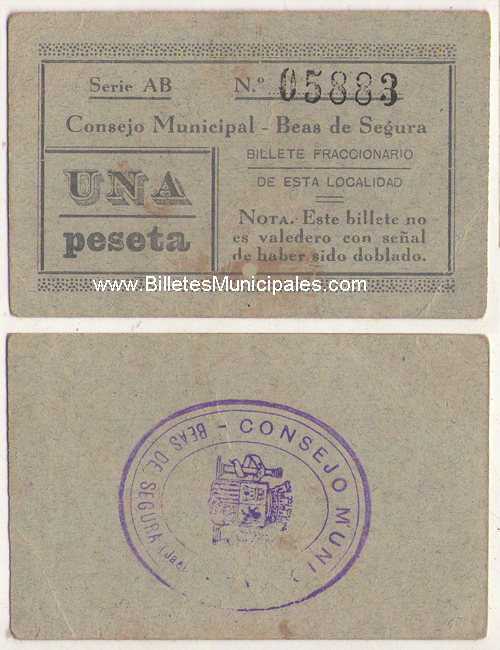 Serie AB N.º 05883
Consejo Municipal - Beas de Segura
UNA
peseta
BILLETE FRACCIONARIO
DE ESTA LOCALIDAD
NOTA. - Este billete no
es valedero con señal
de haber sido doblado.
www.BilletesMunicipales.com
CONSEJO MUNI
BEAS DE SEGURA (Jaé